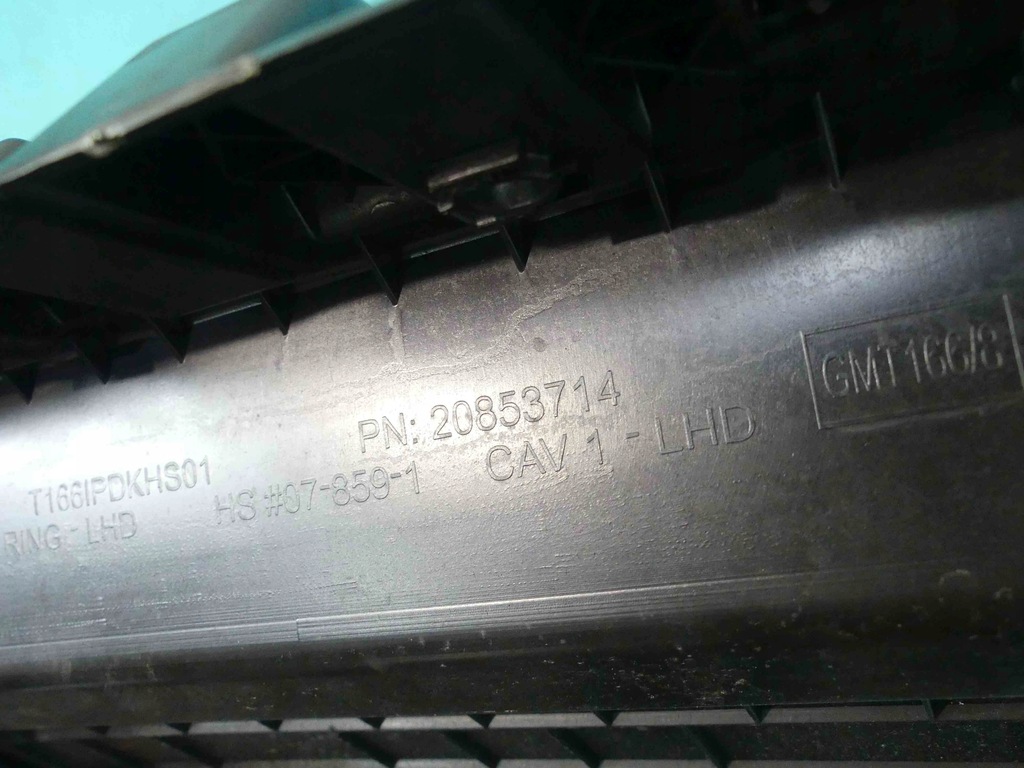 GMT166/8
PN: 20853714
CAV 1 - LHD
T166IPDKHS01
HS #07-859-1
RING - LHD